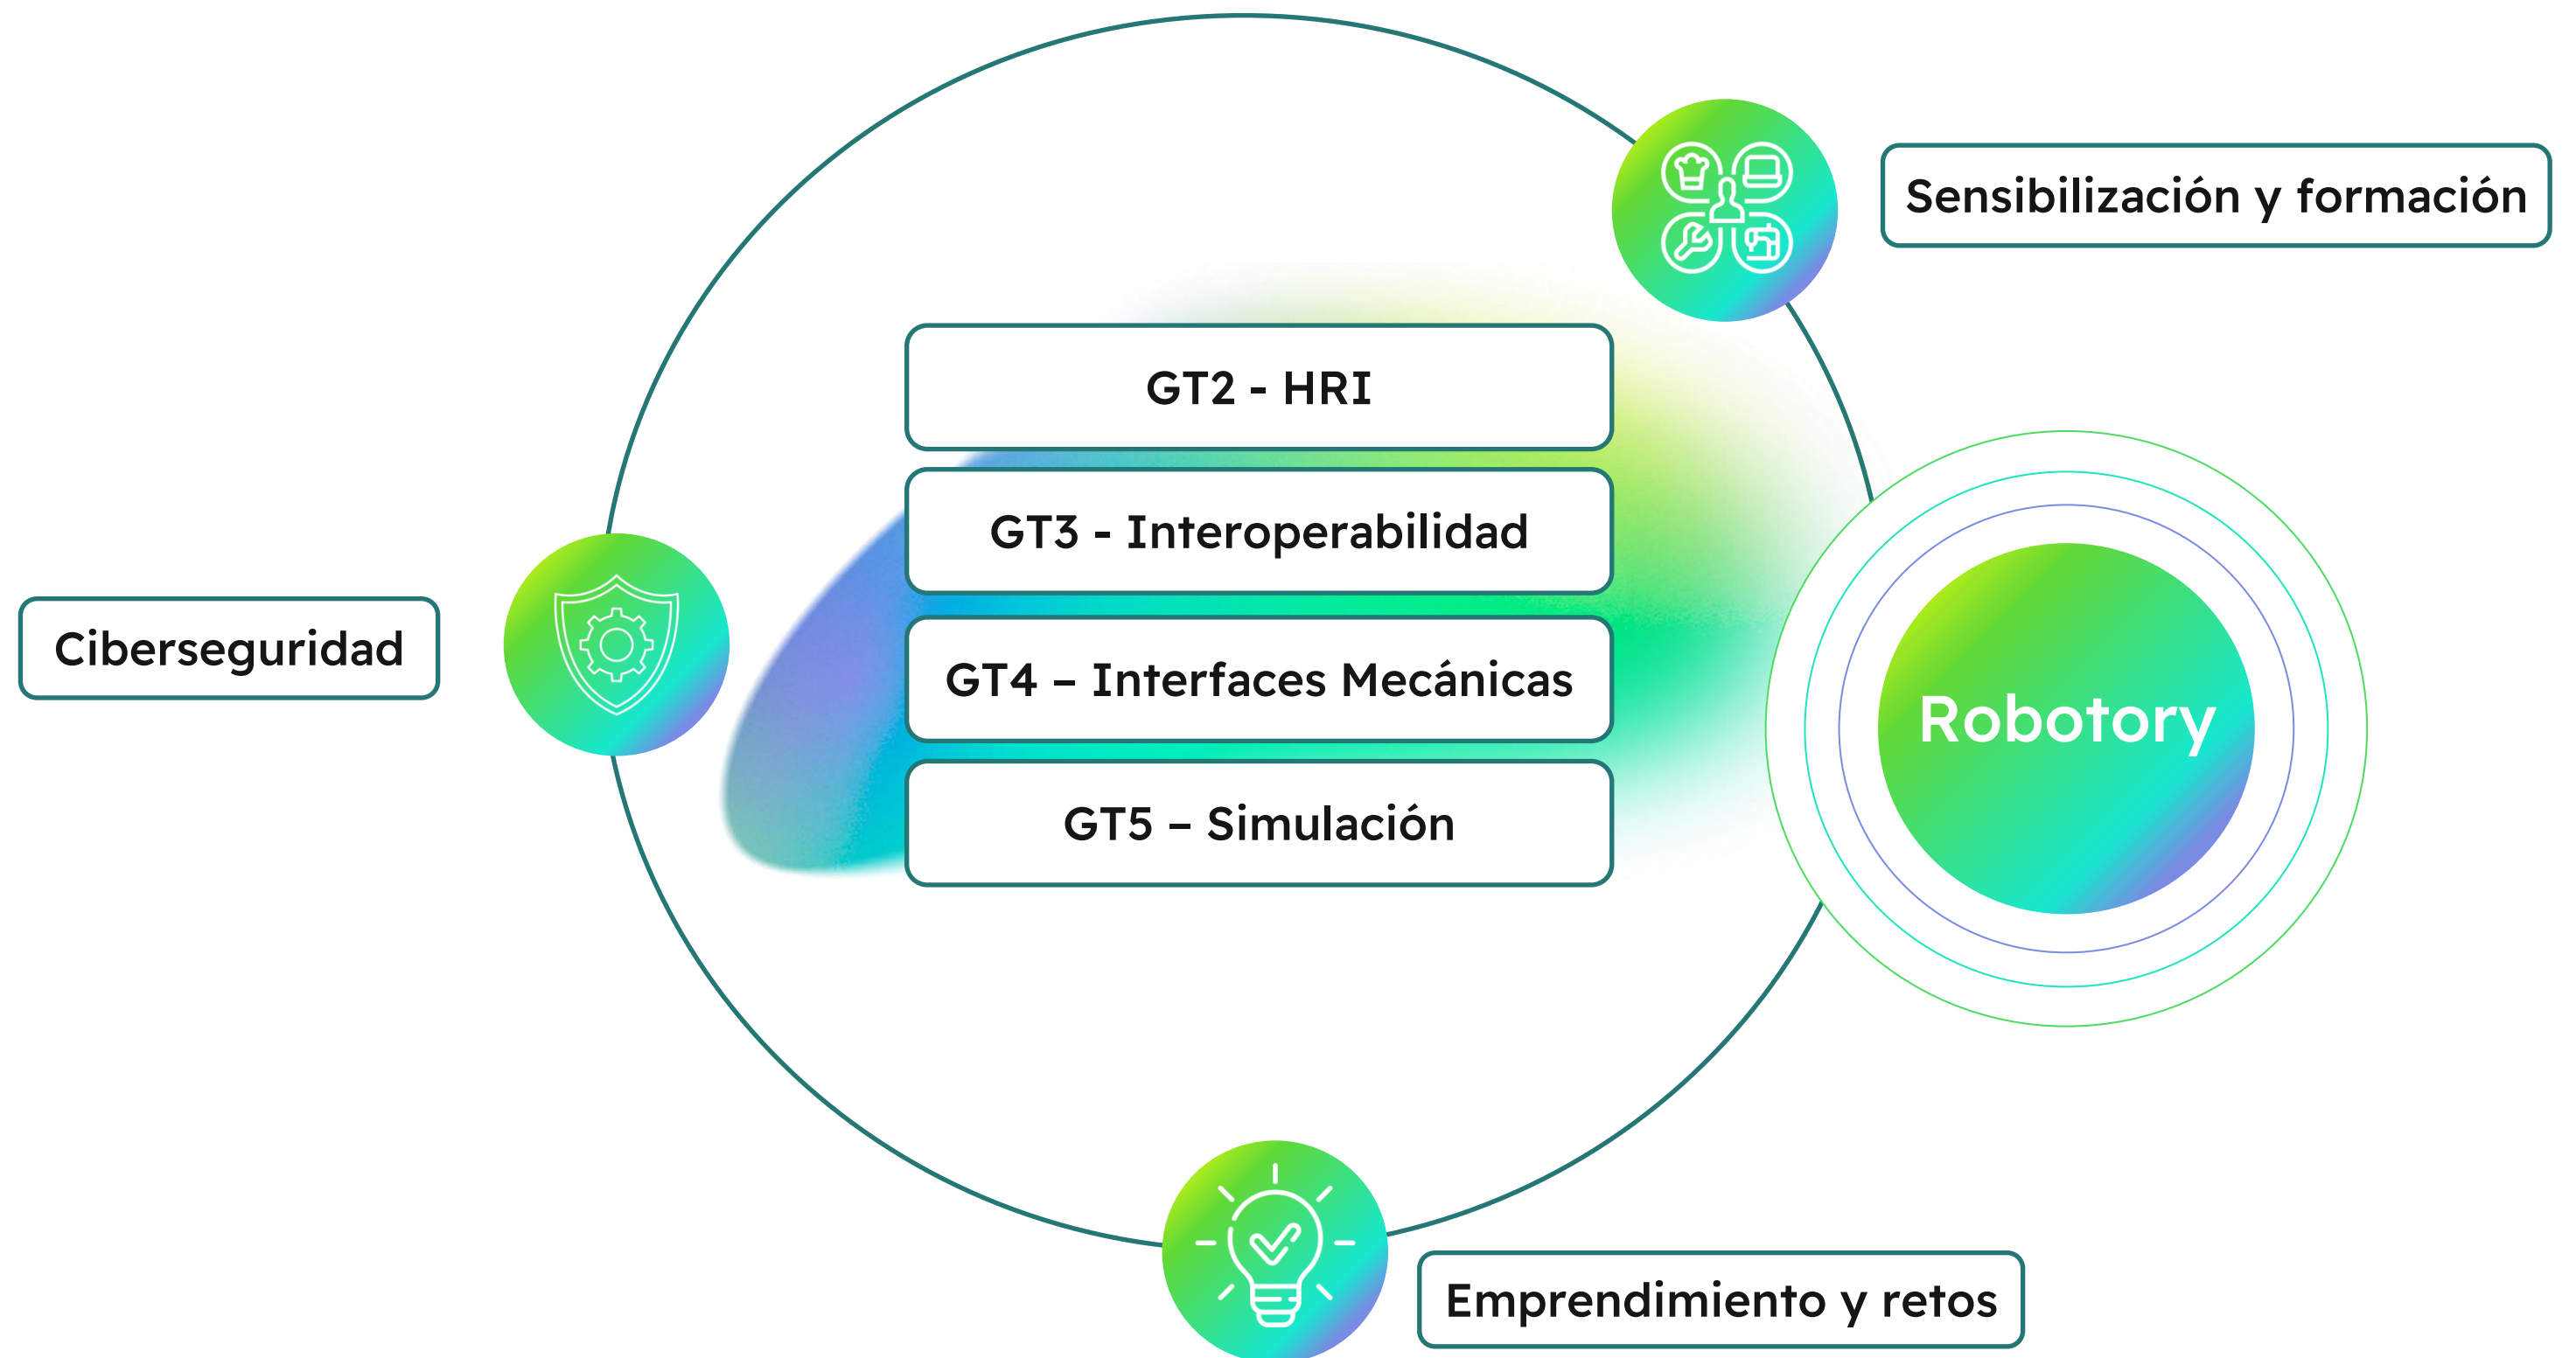 Sensibilización y formación
GT2 - HRI
GT3 - Interoperabilidad
Ciberseguridad
GT4 – Interfaces Mecánicas
Robotory
GT5 – Simulación
Emprendimiento y retos